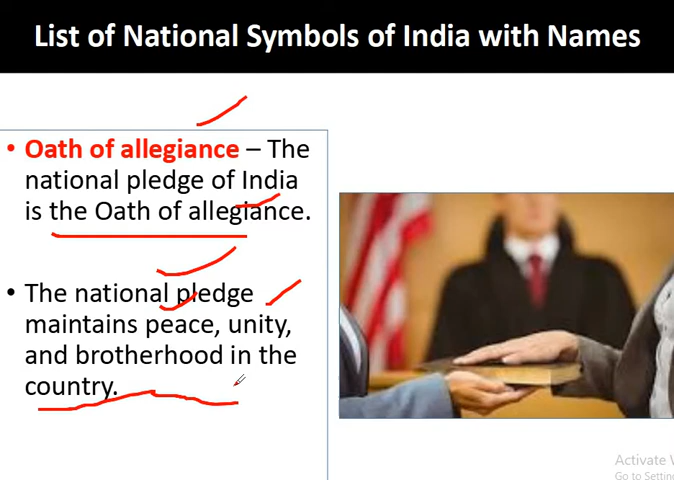 List of National Symbols of India with Names
• Oath of allegiance – The
national pledge of India
is the Oath of allegiance.
• The national pledge
maintains peace, unity,
and brotherhood in the
country.
Activate
Go to Settin